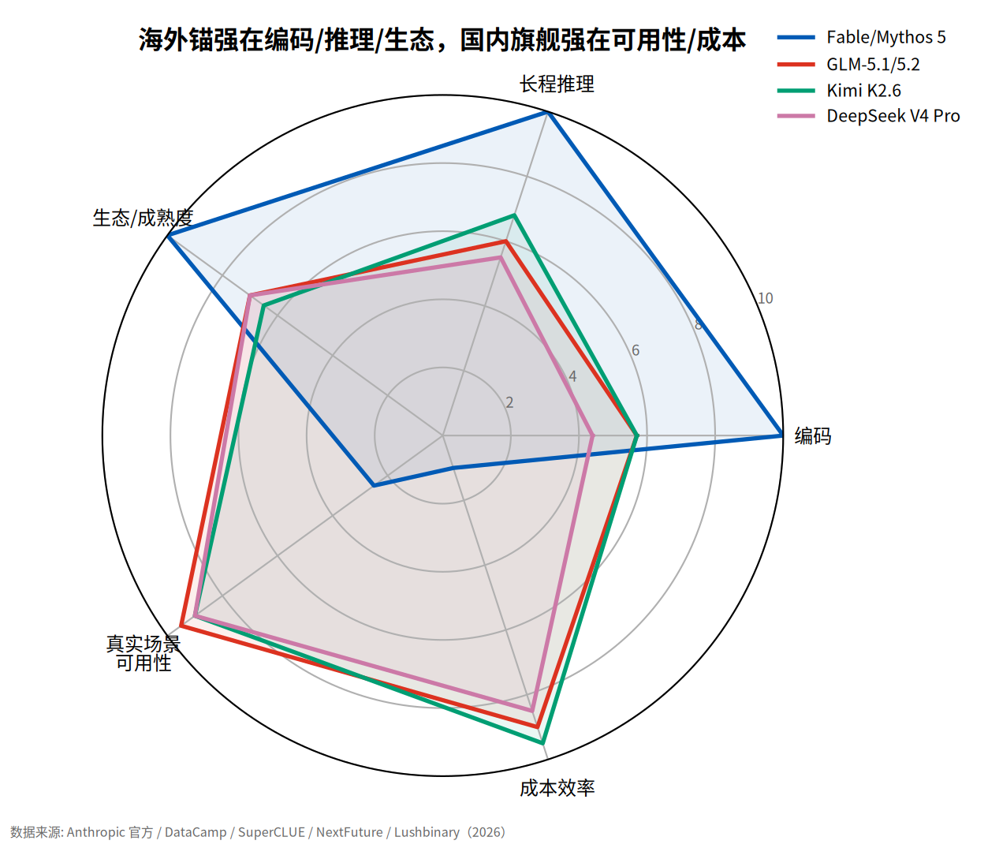 海外锚强在编码/推理/生态，国内旗舰强在可用性/成本
Fable/Mythos 5
GLM-5.1/5.2
Kimi K2.6
DeepSeek V4 Pro
长程推理
生态/成熟度
10
8
6
4
2
编码
真实场景
可用性
成本效率
数据来源: Anthropic 官方 / DataCamp / SuperCLUE / NextFuture / Lushbinary（2026）